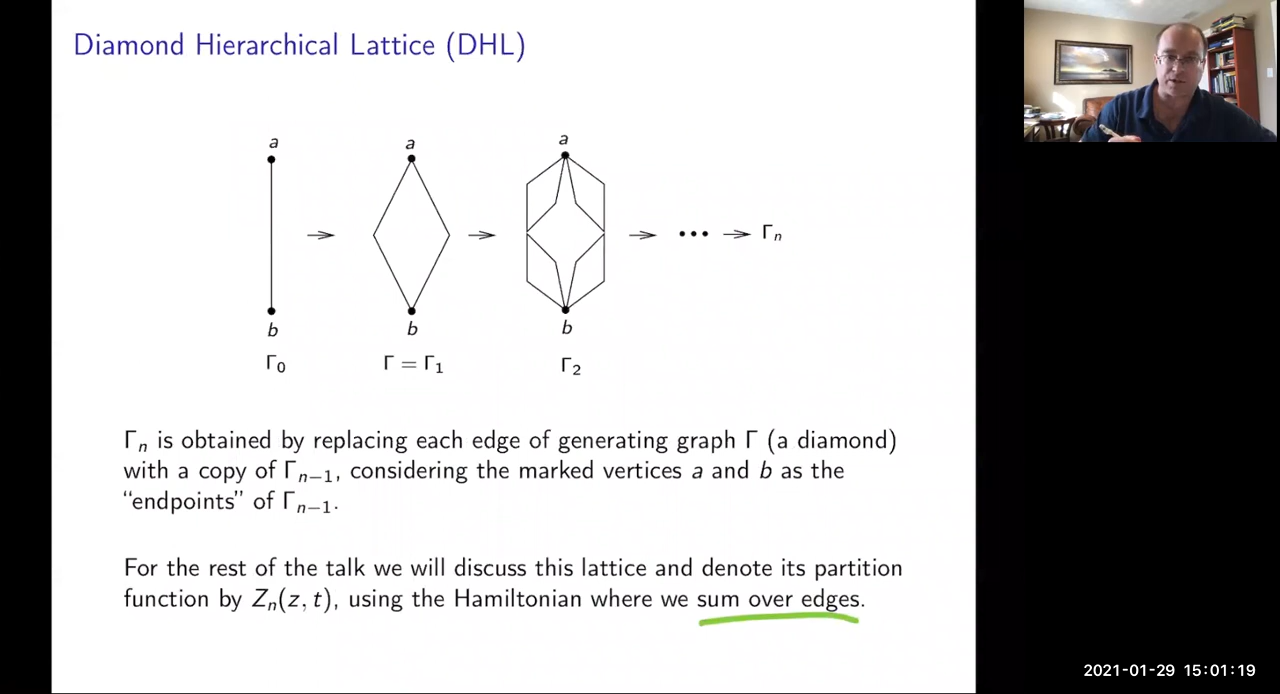 Diamond Hierarchical Lattice (DHL)
a a a
b b b
Γ₀ Γ = Γ₁ Γ₂ ••• Γₙ
Γₙ is obtained by replacing each edge of generating graph Γ (a diamond)
with a copy of Γₙ₋₁, considering the marked vertices a and b as the
“endpoints” of Γₙ₋₁.
For the rest of the talk we will discuss this lattice and denote its partition
function by Zₙ(z, t), using the Hamiltonian where we sum over edges.
2021-01-29 15:01:19